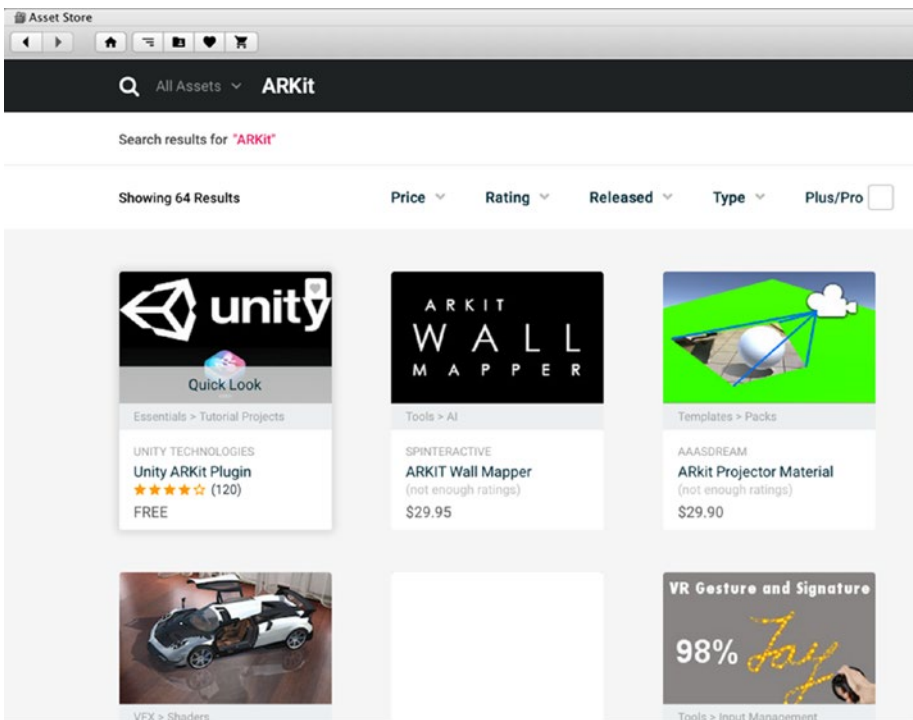 Asset Store
All Assets ARKit
Search results for "ARKit"
Showing 64 Results Price Rating Released Type Plus/Pro
unity
Quick Look
Essentials > Tutorial Projects
UNITY TECHNOLOGIES
Unity ARKit Plugin
(120)
FREE
ARKIT
WALL
MAPPER
Tools > AI
SPINTERACTIVE
ARKIT Wall Mapper
(not enough ratings)
$29.95
Templates > Packs
AAASDREAM
ARkit Projector Material
(not enough ratings)
$29.90
VFX > Shaders
VR Gesture and Signature
98% Jay
Tools > Input Management